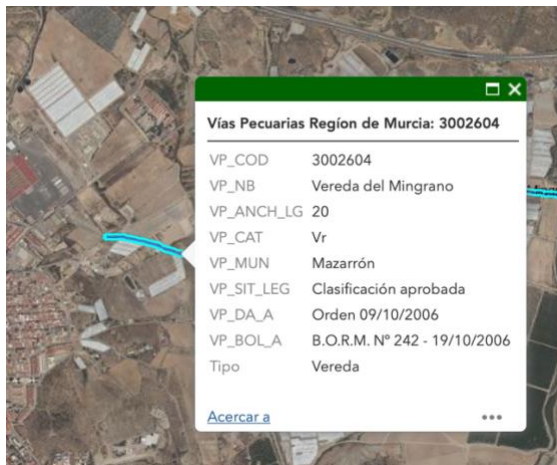 Vías Pecuarias Regíon de Murcia: 3002604
VP_COD 3002604
VP_NB Vereda del Mingrano
VP_ANCH_LG 20
VP_CAT Vr
VP_MUN Mazarrón
VP_SIT_LEG Clasificación aprobada
VP_DA_A Orden 09/10/2006
VP_BOL_A B.O.R.M. Nº 242 - 19/10/2006
Tipo Vereda
Acercar a